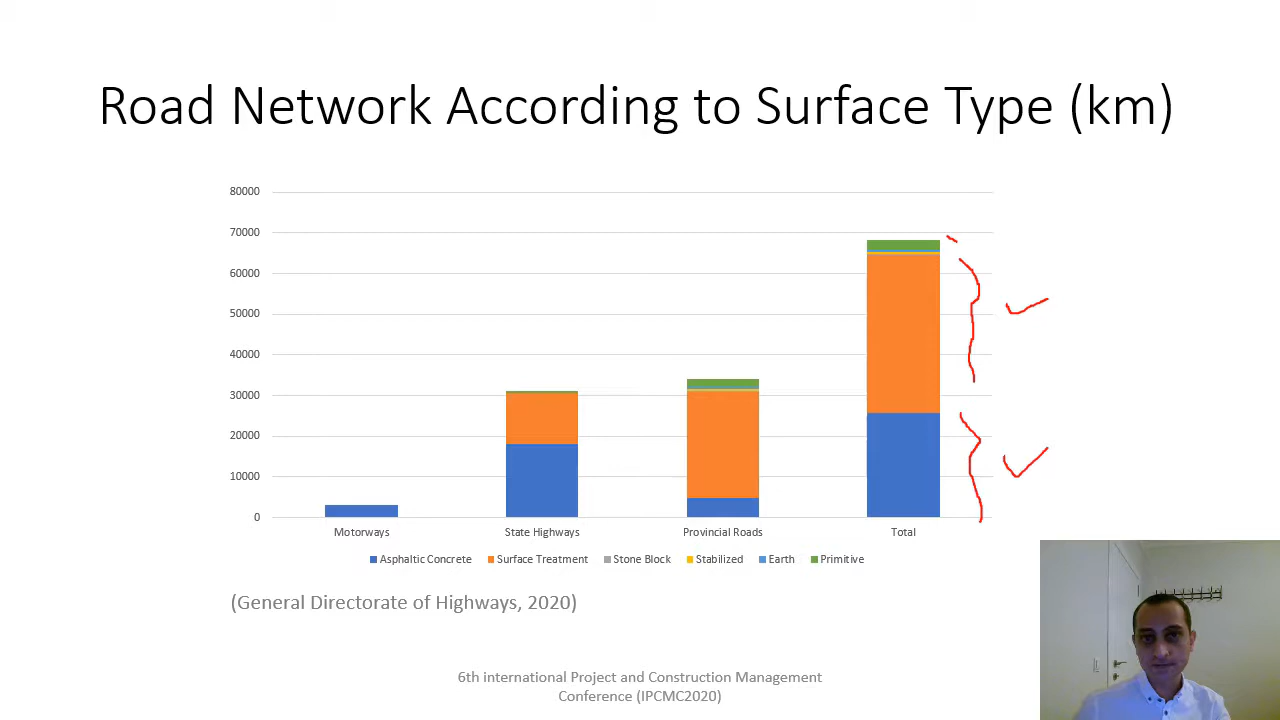 Road Network According to Surface Type (km)
80000
70000
60000
50000
40000
30000
20000
10000
0
Motorways State Highways Provincial Roads Total
Asphaltic Concrete Surface Treatment Stone Block Stabilized Earth Primitive
(General Directorate of Highways, 2020)
6th international Project and Construction Management
Conference (IPCMC2020)